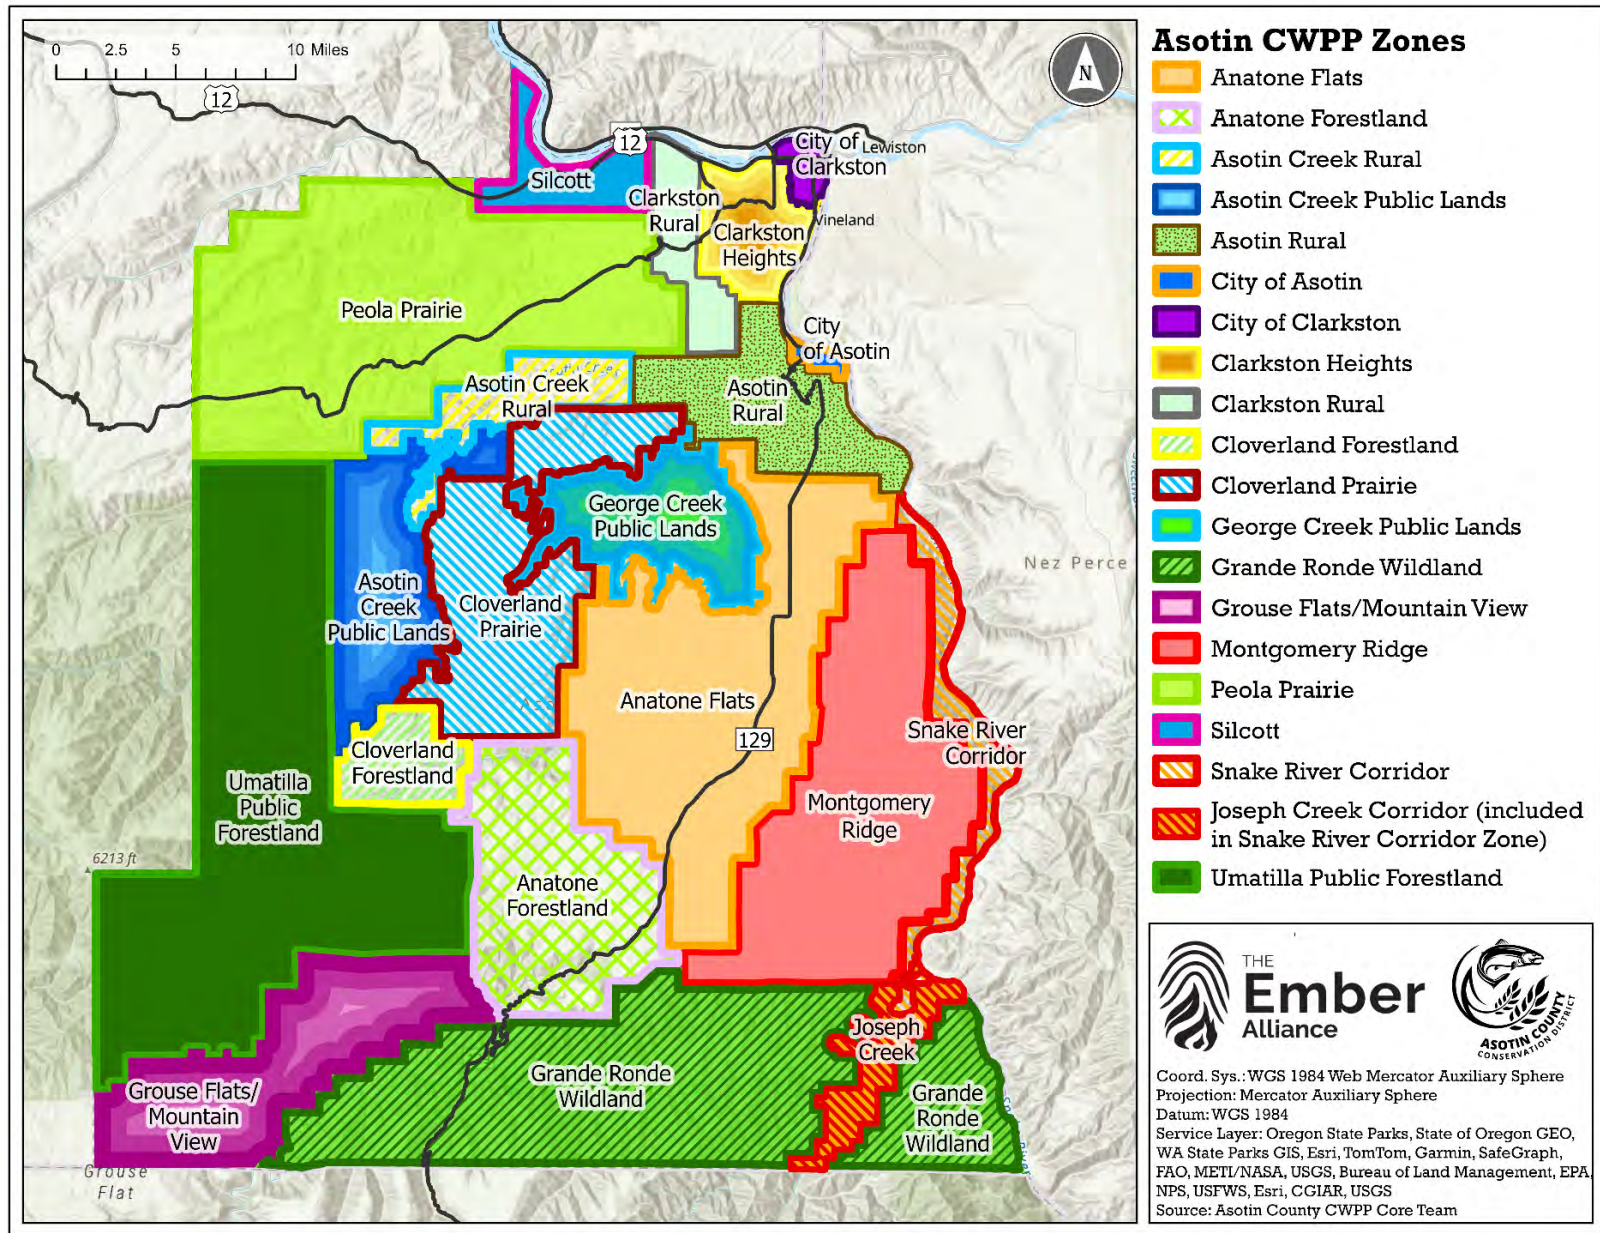 0 2.5 5 10 Miles
N
12
12
City of
Clarkston
Lewiston
Silcott
Clarkston
Rural
Vineland
Clarkston
Heights
Peola Prairie
City
of Asotin
Asotin Creek
Rural
Asotin
Rural
George Creek
Public Lands
Nez Perce
Asotin
Creek
Public Lands
Cloverland
Prairie
Anatone Flats
129
Snake River
Corridor
Cloverland
Forestland
Umatilla
Public
Forestland
Montgomery
Ridge
6213 ft
Anatone
Forestland
Joseph
Creek
Grande Ronde
Wildland
Grande
Ronde
Wildland
Grouse Flats/
Mountain
View
Grouse
Flat
Asotin CWPP Zones
Anatone Flats
Anatone Forestland
Asotin Creek Rural
Asotin Creek Public Lands
Asotin Rural
City of Asotin
City of Clarkston
Clarkston Heights
Clarkston Rural
Cloverland Forestland
Cloverland Prairie
George Creek Public Lands
Grande Ronde Wildland
Grouse Flats/Mountain View
Montgomery Ridge
Peola Prairie
Silcott
Snake River Corridor
Joseph Creek Corridor (included
in Snake River Corridor Zone)
Umatilla Public Forestland
THE
Ember
Alliance
ASOTIN COUNTY
CONSERVATION DISTRICT
Coord. Sys.: WGS 1984 Web Mercator Auxiliary Sphere
Projection: Mercator Auxiliary Sphere
Datum: WGS 1984
Service Layer: Oregon State Parks, State of Oregon GEO,
WA State Parks GIS, Esri, TomTom, Garmin, SafeGraph,
FAO, METI/NASA, USGS, Bureau of Land Management, EPA,
NPS, USFWS, Esri, CGIAR, USGS
Source: Asotin County CWPP Core Team